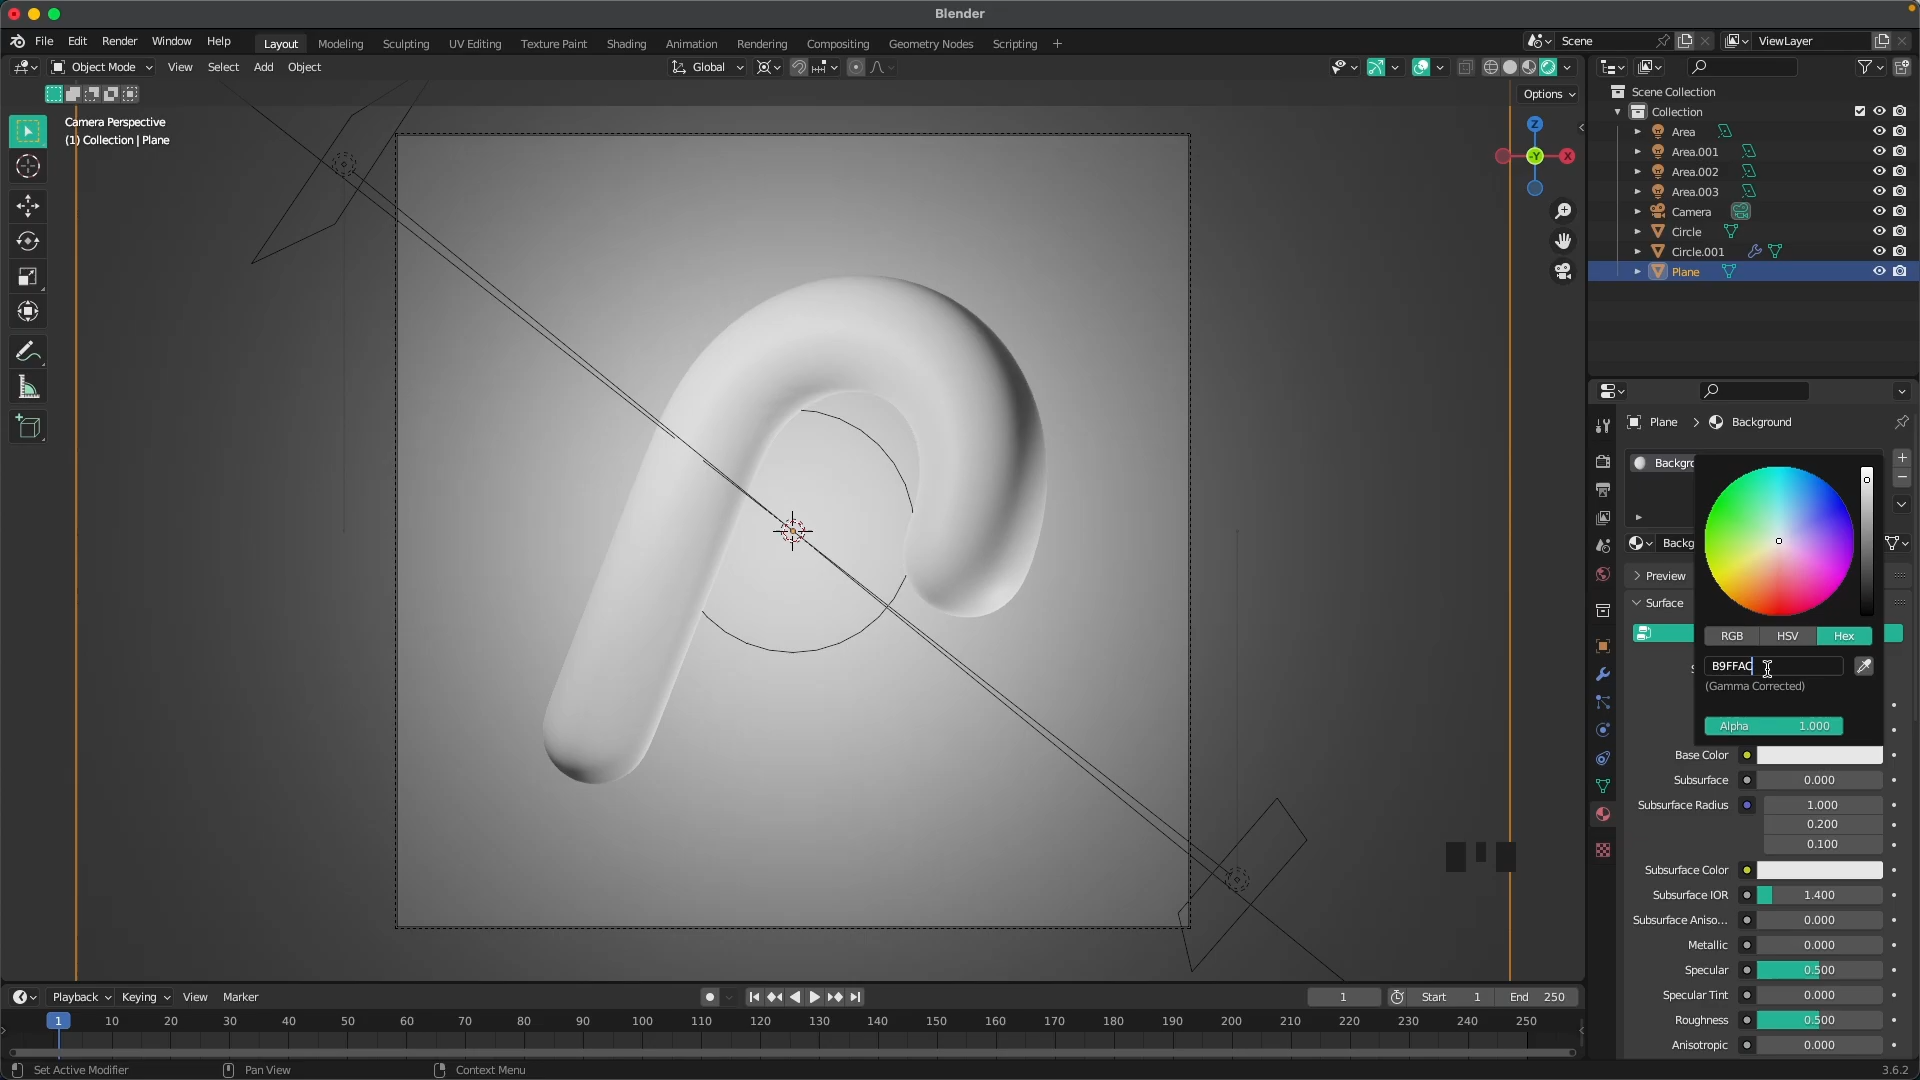 Blender
File Edit Render Window Help Layout Modeling Sculpting UV Editing Texture Paint Shading Animation Rendering Compositing Geometry Nodes Scripting + Scene ViewLayer
Object Mode View Select Add Object Global
Options
Camera Perspective
(1) Collection | Plane
Z
-Y
X
Scene Collection
Collection
Area
Area.001
Area.002
Area.003
Camera
Circle
Circle.001
Plane
Plane > Background
Backgro
Backg
Preview
Surface
RGB HSV Hex
B9FFAC
(Gamma Corrected)
Alpha 1.000
Base Color
Subsurface 0.000
Subsurface Radius 1.000
0.200
0.100
Subsurface Color
Subsurface IOR 1.400
Subsurface Aniso... 0.000
Metallic 0.000
Specular 0.500
Specular Tint 0.000
Roughness 0.500
Anisotropic 0.000
Playback Keying View Marker 1 Start 1 End 250
1 10 20 30 40 50 60 70 80 90 100 110 120 130 140 150 160 170 180 190 200 210 220 230 240 250
Set Active Modifier Pan View Context Menu 3.6.2